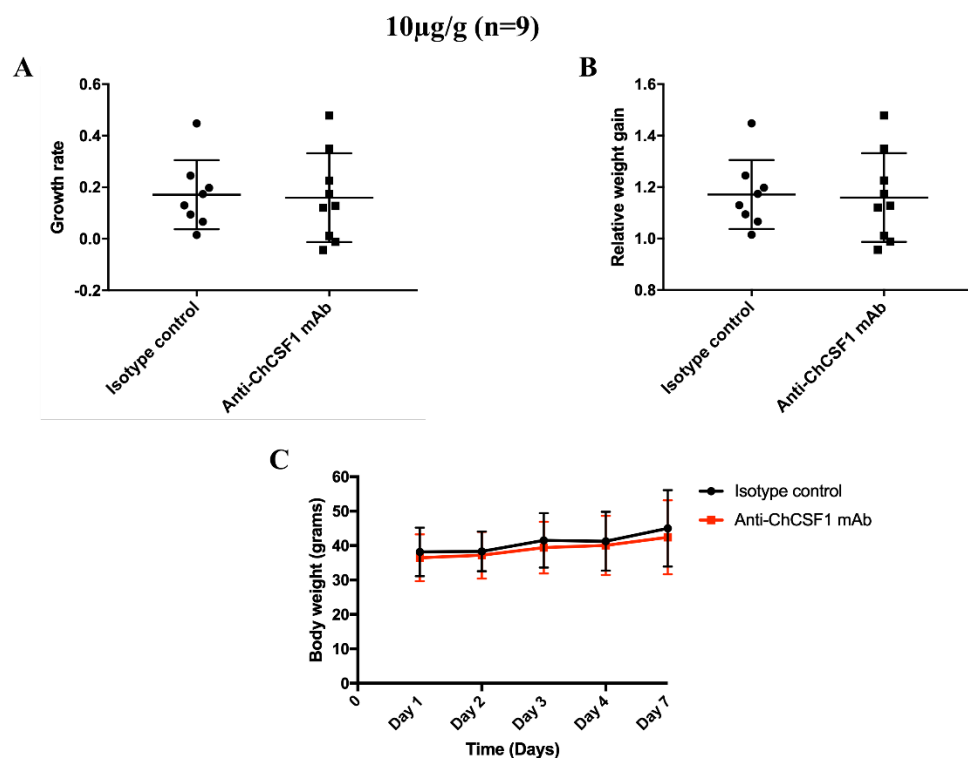 10µg/g (n=9)
A
0.6
0.4
0.2
0.0
-0.2
Growth rate
Isotype control
Anti-ChCSF1 mAb
B
1.6
1.4
1.2
1.0
0.8
Relative weight gain
Isotype control
Anti-ChCSF1 mAb
C
60
50
40
30
20
10
0
Body weight (grams)
0
Day 1
Day 2
Day 3
Day 4
Day 7
Time (Days)
Isotype control
Anti-ChCSF1 mAb